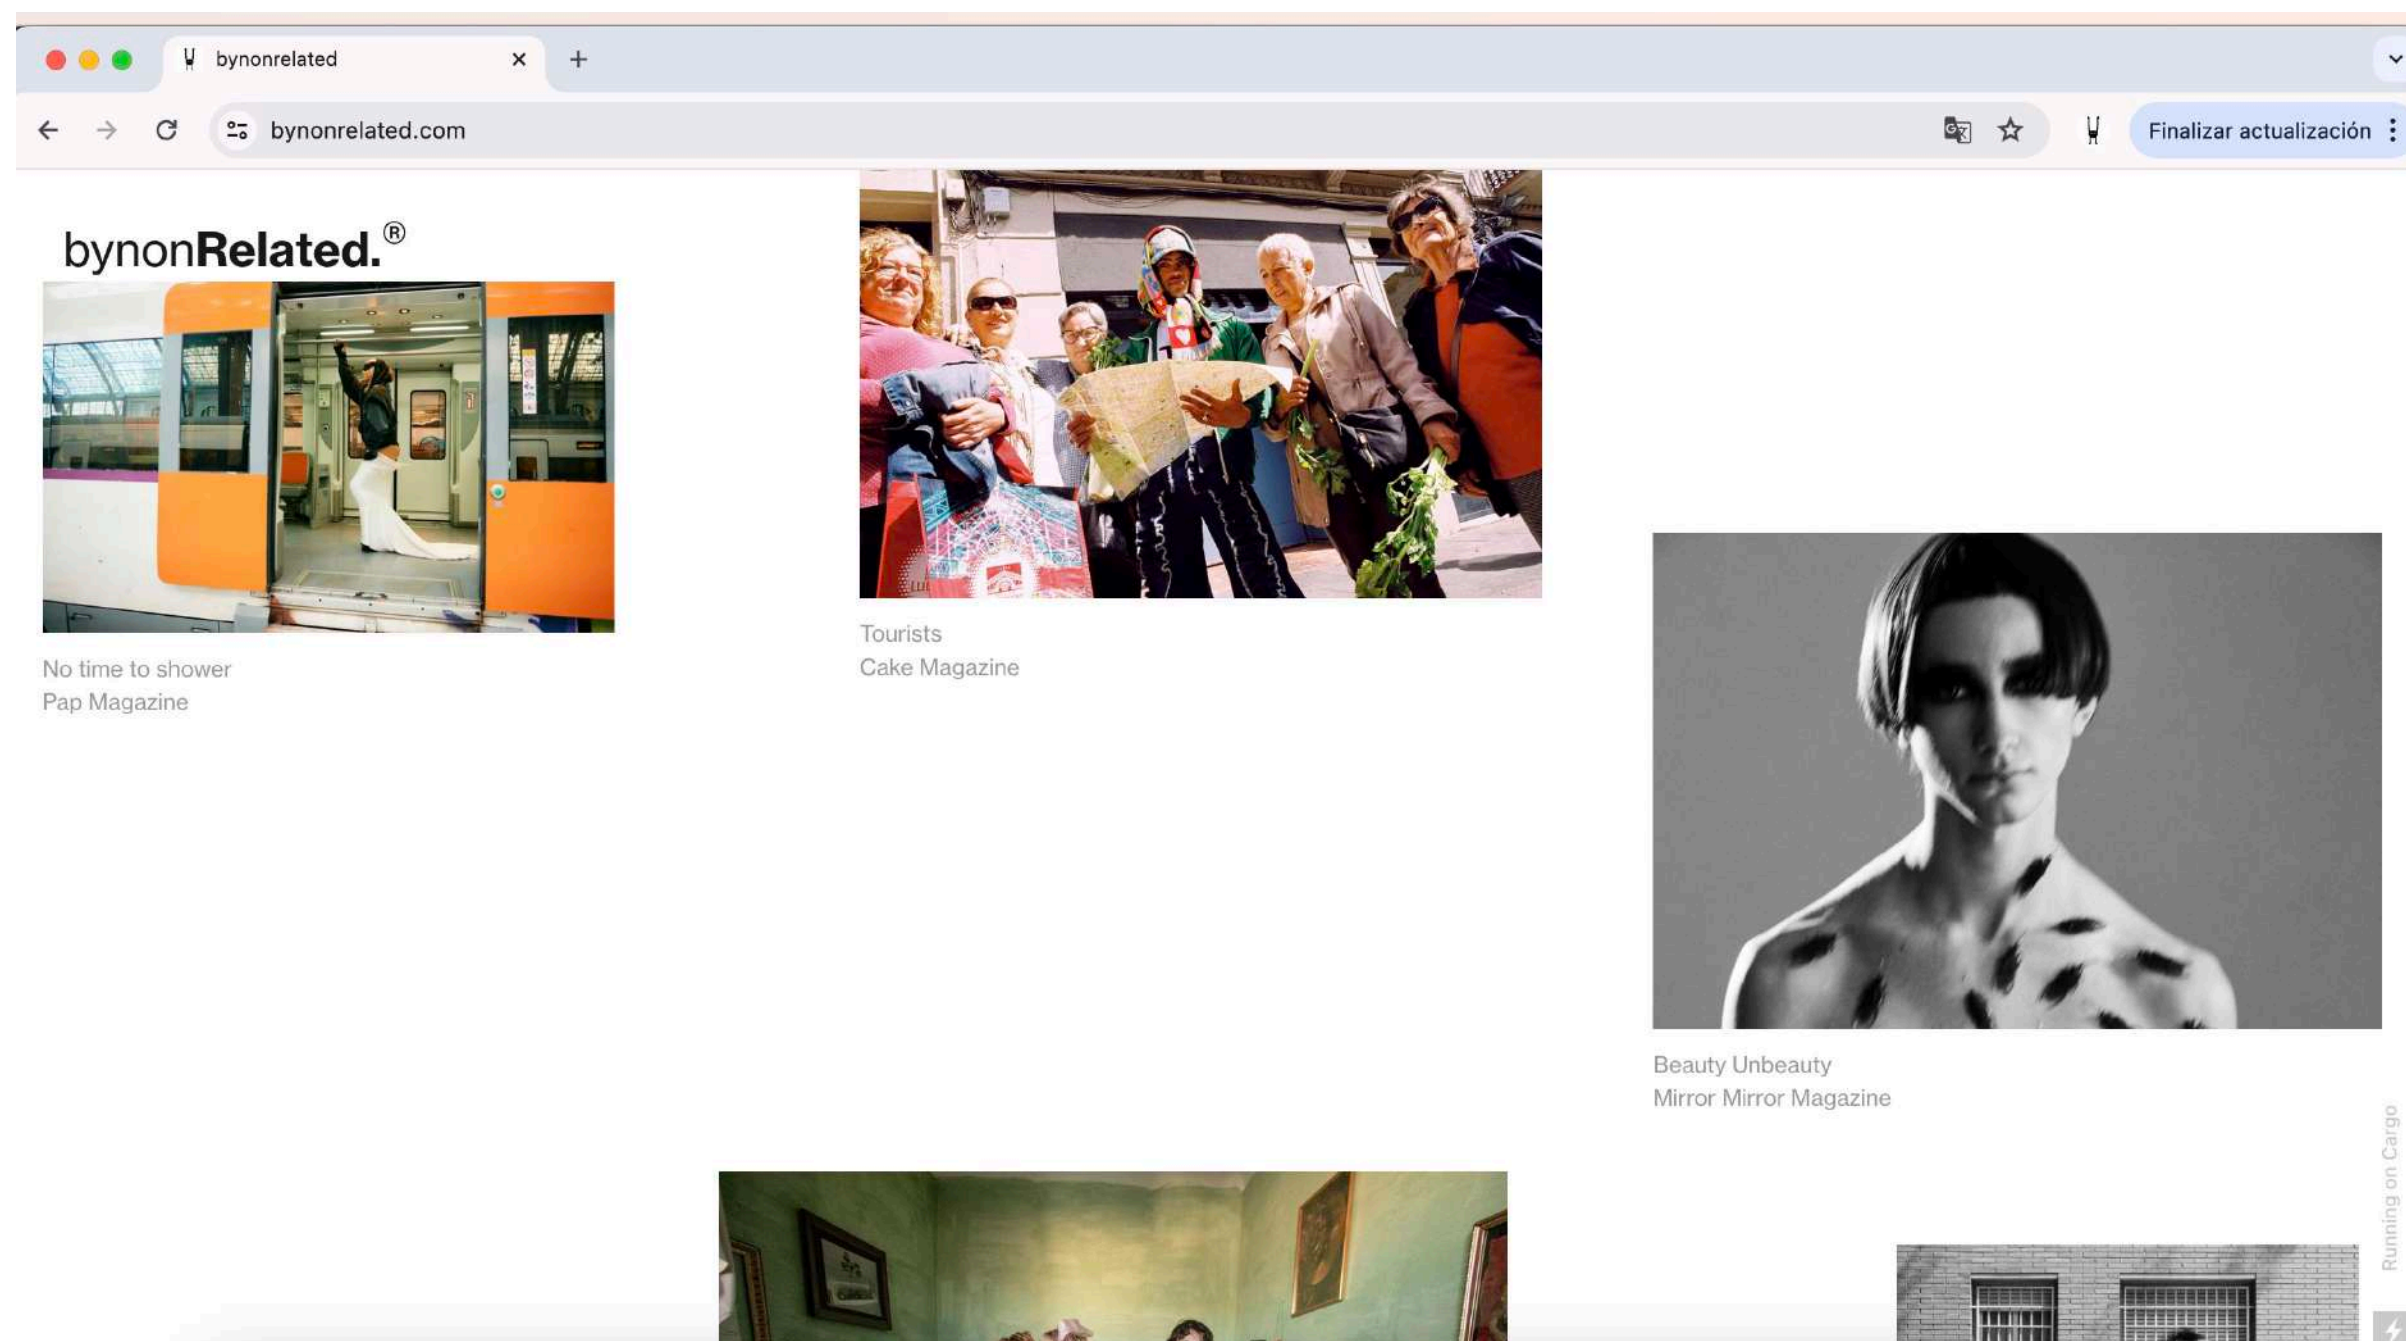 bynonrelated
bynonrelated.com
Finalizar actualización
bynonRelated.®
No time to shower
Pap Magazine
Tourists
Cake Magazine
Beauty Unbeauty
Mirror Mirror Magazine
Running on Cargo